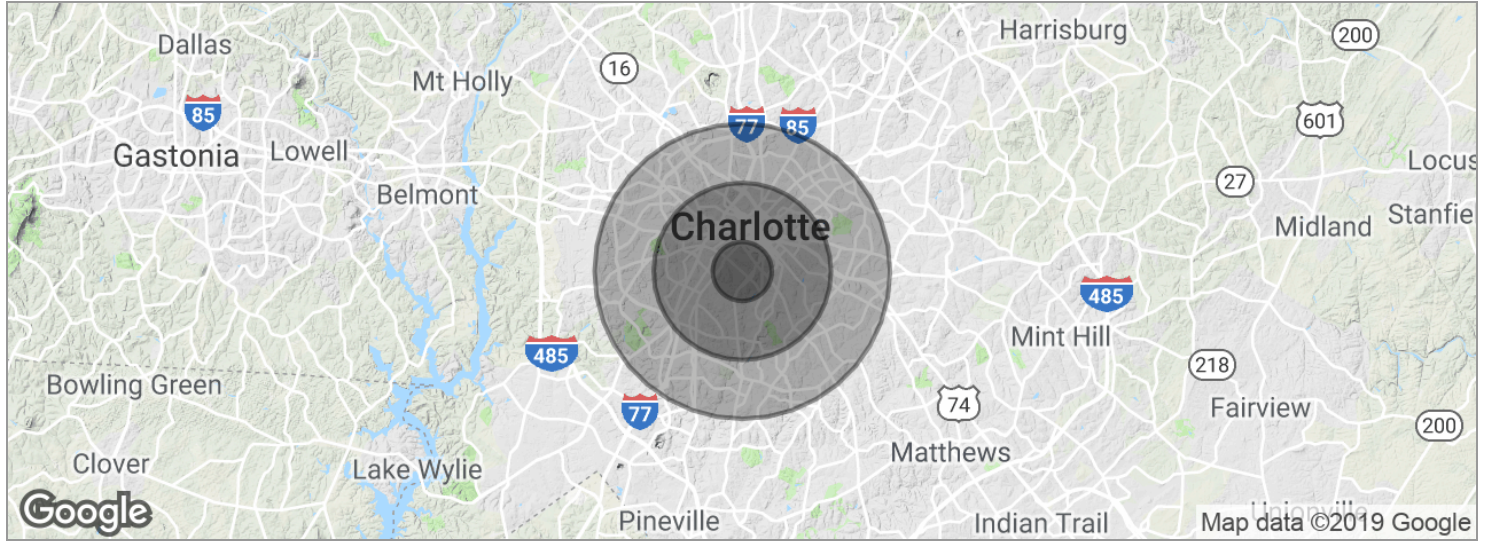 Harrisburg
200
Dallas
16
Mt Holly
85
601
77
85
Gastonia
Lowell
Locus
27
Belmont
Stanfie
Midland
Charlotte
485
Mint Hill
485
218
Bowling Green
74
Fairview
77
200
Matthews
Clover
Lake Wylie
Google
Pineville
Indian Trail
Unionville
Map data ©2019 Google